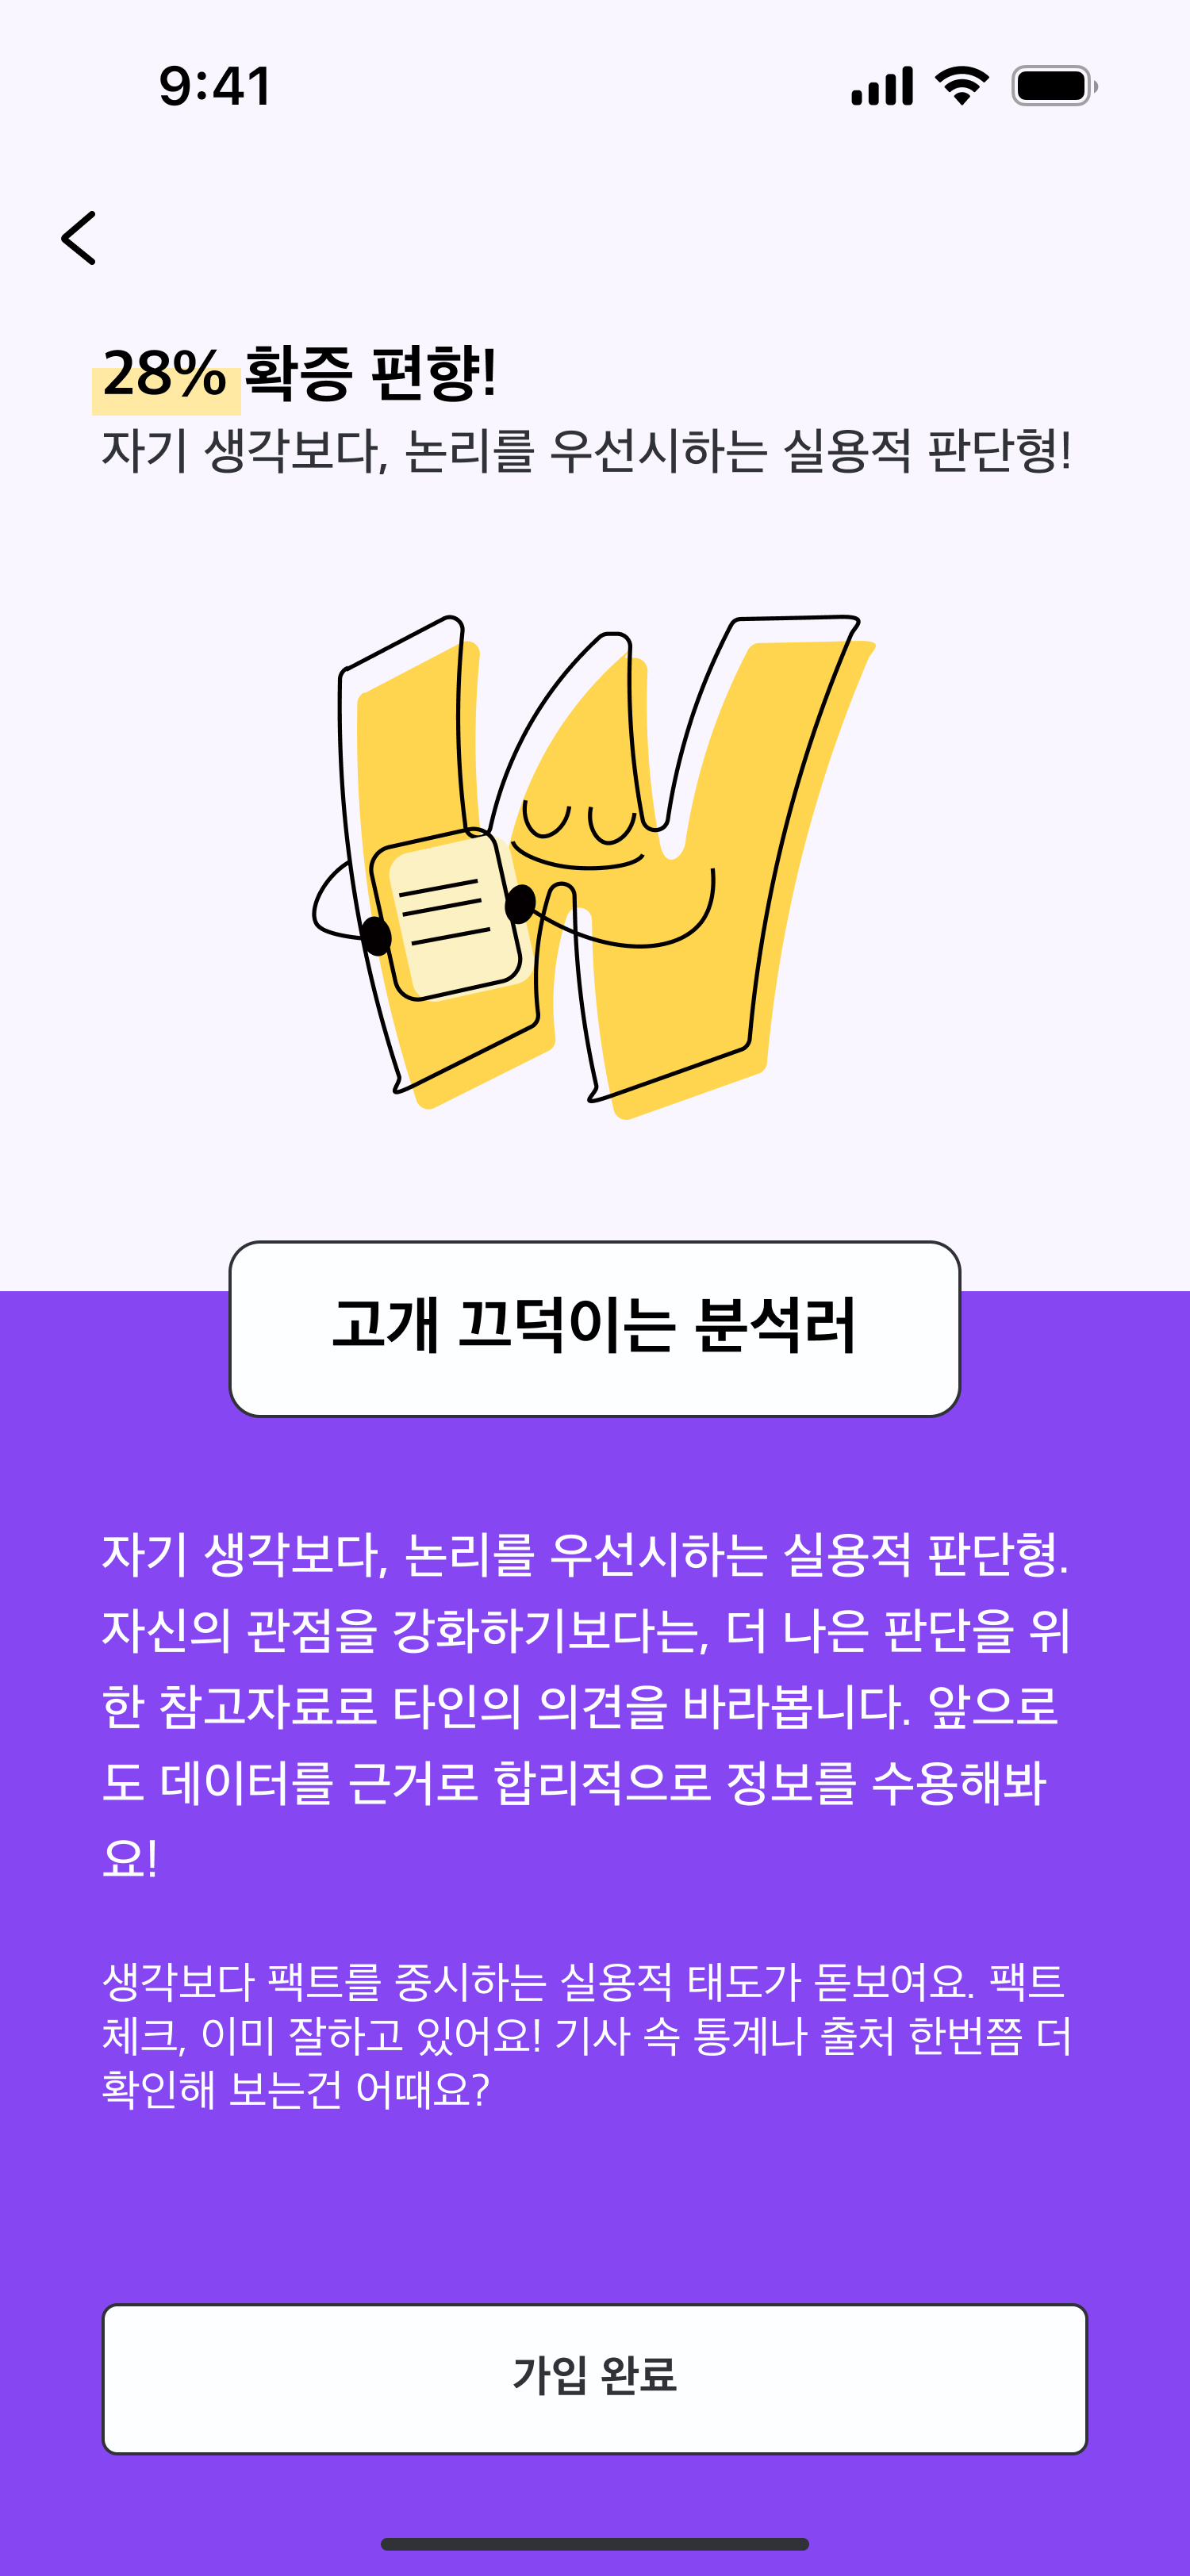 9:41
28% 확증 편향!
자기 생각보다, 논리를 우선시하는 실용적 판단형!
고개 끄덕이는 분석러
자기 생각보다, 논리를 우선시하는 실용적 판단형.
자신의 관점을 강화하기보다는, 더 나은 판단을 위
한 참고자료로 타인의 의견을 바라봅니다. 앞으로
도 데이터를 근거로 합리적으로 정보를 수용해봐
요!
생각보다 팩트를 중시하는 실용적 태도가 돋보여요. 팩트
체크, 이미 잘하고 있어요! 기사 속 통계나 출처 한번쯤 더
확인해 보는건 어때요?
가입 완료